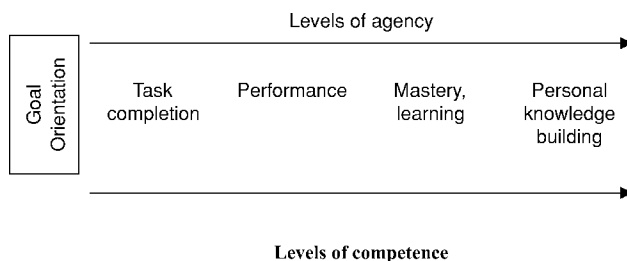 Levels of agency
Goal
Orientation
Task
completion
Performance
Mastery,
learning
Personal
knowledge
building
Levels of competence